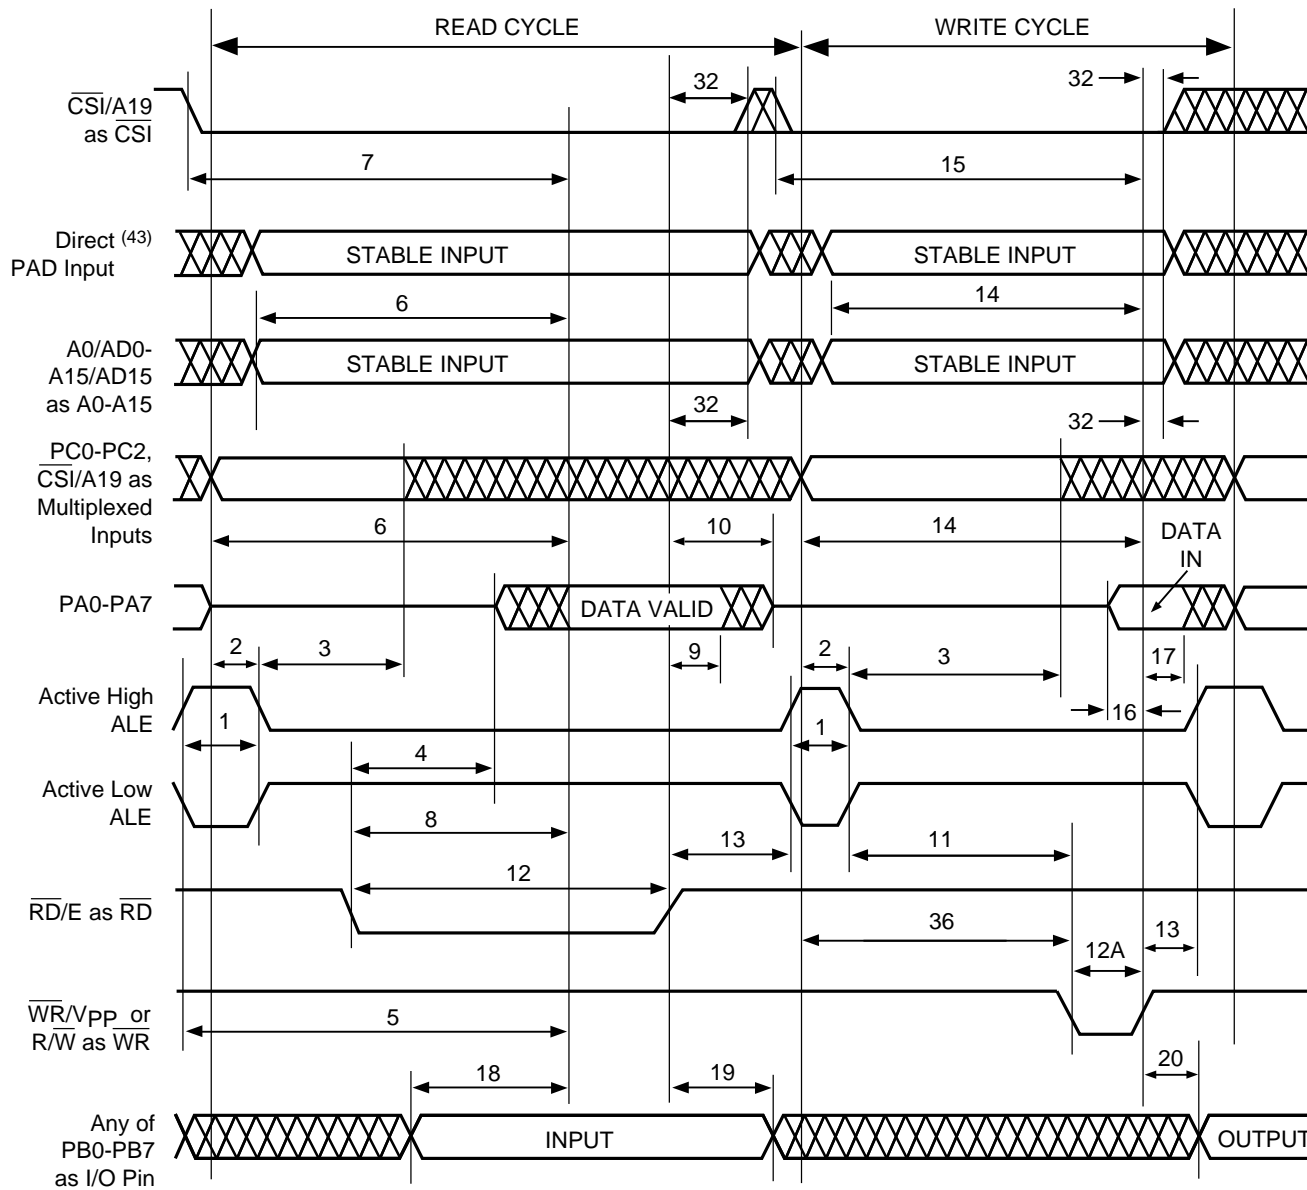 READ CYCLE
WRITE CYCLE
32
32
CSI/A19
as CSI
7
15
Direct (43)
PAD Input
STABLE INPUT
STABLE INPUT
6
14
A0/AD0-
A15/AD15
as A0-A15
STABLE INPUT
STABLE INPUT
32
32
PC0-PC2,
CSI/A19 as
Multiplexed
Inputs
6
10
14
DATA
IN
PA0-PA7
DATA VALID
2
3
9
2
3
17
Active High
ALE
1
1
16
4
Active Low
ALE
8
13
11
12
RD/E as RD
36
13
12A
WR/VPP or
R/W as WR
5
18
19
20
Any of
PB0-PB7
as I/O Pin
INPUT
OUTPUT